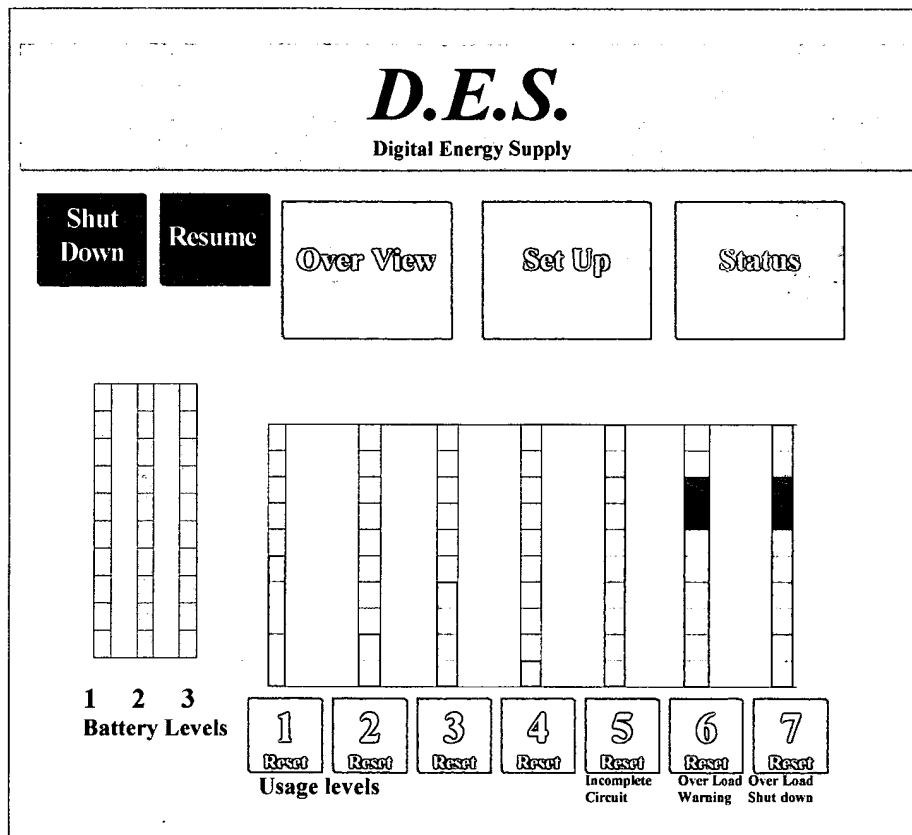 D.E.S.
Digital Energy Supply
Shut
Down
Resume
Over View
Set Up
Status
1 2 3
Battery Levels
1 2 3 4 5 6 7
Reset Reset Reset Reset Reset Reset Reset
Usage levels
Incomplete
Circuit
Over Load
Warning
Over Load
Shut down